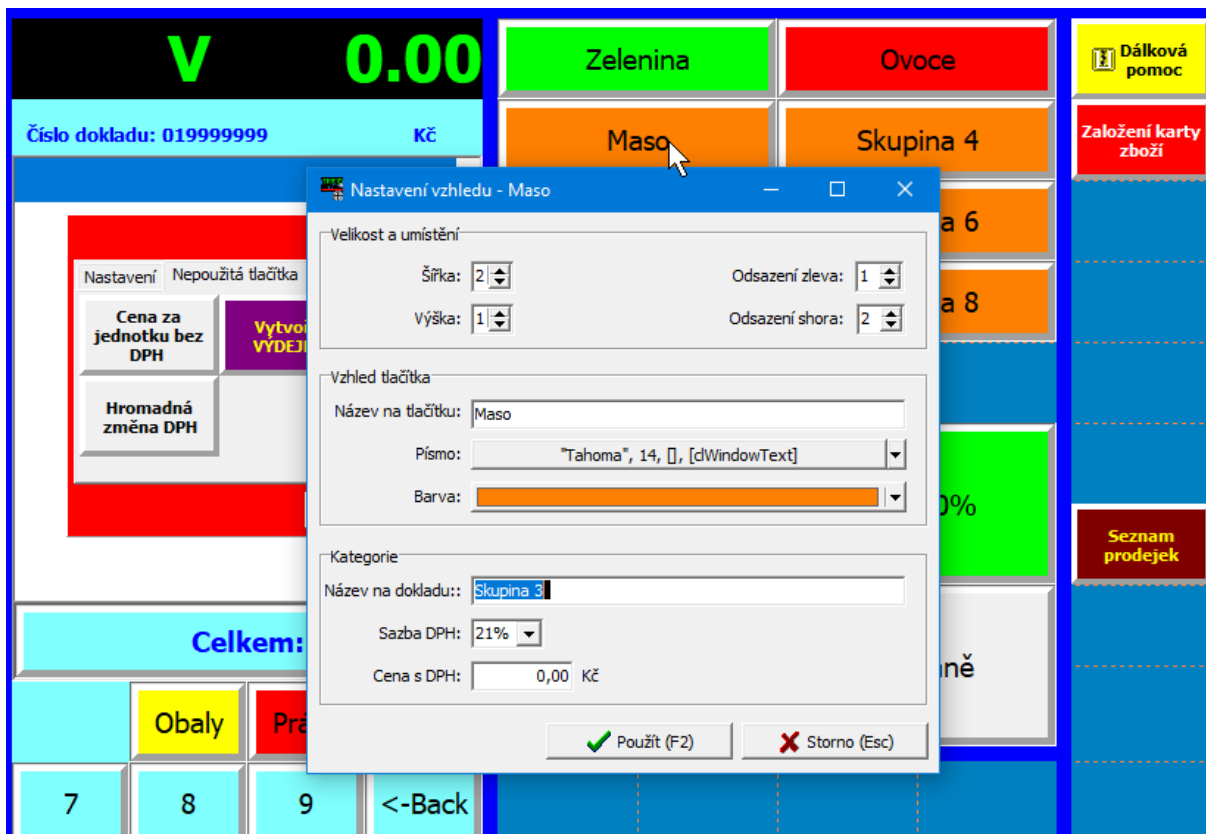 V 0.00
Číslo dokladu: 019999999 Kč
Zelenina
Ovoce
Maso
Skupina 4
a 6
a 8
0%
ně
Dálková
pomoc
Založení karty
zboží
Seznam
prodejek
Nastavení Nepoužitá tlačítka
Cena za
jednotku bez
DPH
Hromadná
změna DPH
Celkem:
Obaly
7 8 9 <-Back
Nastavení vzhledu - Maso
Velikost a umístění
Šířka: 2 Odsazení zleva: 1
Výška: 1 Odsazení shora: 2
Vzhled tlačítka
Název na tlačítku: Maso
Písmo: "Tahoma", 14, [], [clWindowText]
Barva:
Kategorie
Název na dokladu:: Skupina 3
Sazba DPH: 21%
Cena s DPH: 0,00 Kč
Použít (F2) Storno (Esc)